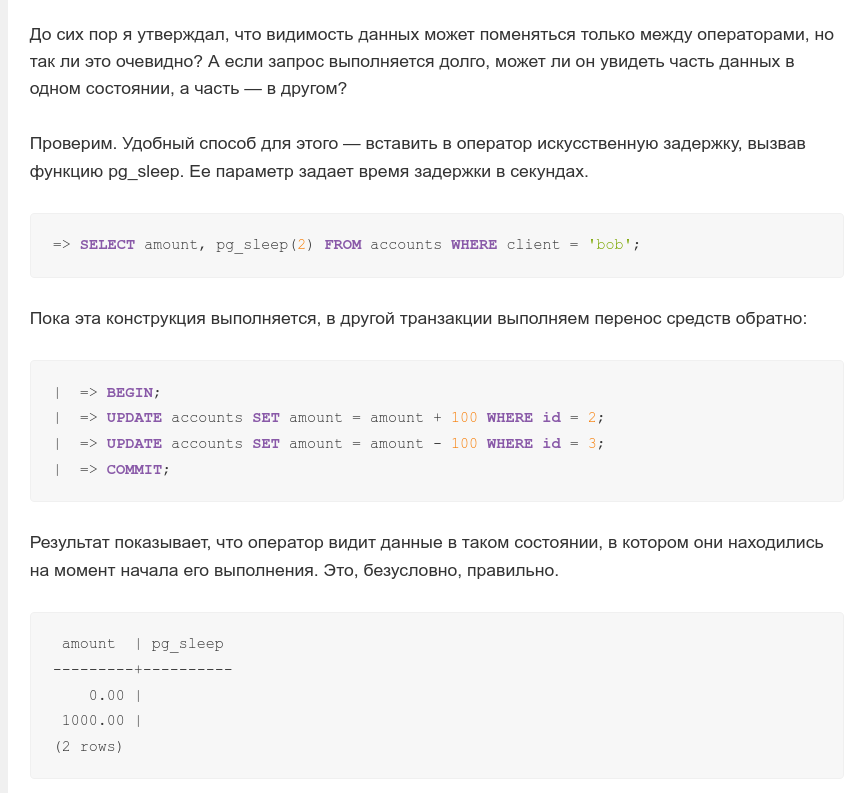 До сих пор я утверждал, что видимость данных может поменяться только между операторами, но
так ли это очевидно? А если запрос выполняется долго, может ли он увидеть часть данных в
одном состоянии, а часть — в другом?
Проверим. Удобный способ для этого — вставить в оператор искусственную задержку, вызвав
функцию pg_sleep. Ее параметр задает время задержки в секундах.
=> SELECT amount, pg_sleep(2) FROM accounts WHERE client = 'bob';
Пока эта конструкция выполняется, в другой транзакции выполняем перенос средств обратно:
|  => BEGIN;
|  => UPDATE accounts SET amount = amount + 100 WHERE id = 2;
|  => UPDATE accounts SET amount = amount - 100 WHERE id = 3;
|  => COMMIT;
Результат показывает, что оператор видит данные в таком состоянии, в котором они находились
на момент начала его выполнения. Это, безусловно, правильно.
 amount  | pg_sleep
---------+----------
    0.00 |
 1000.00 |
(2 rows)